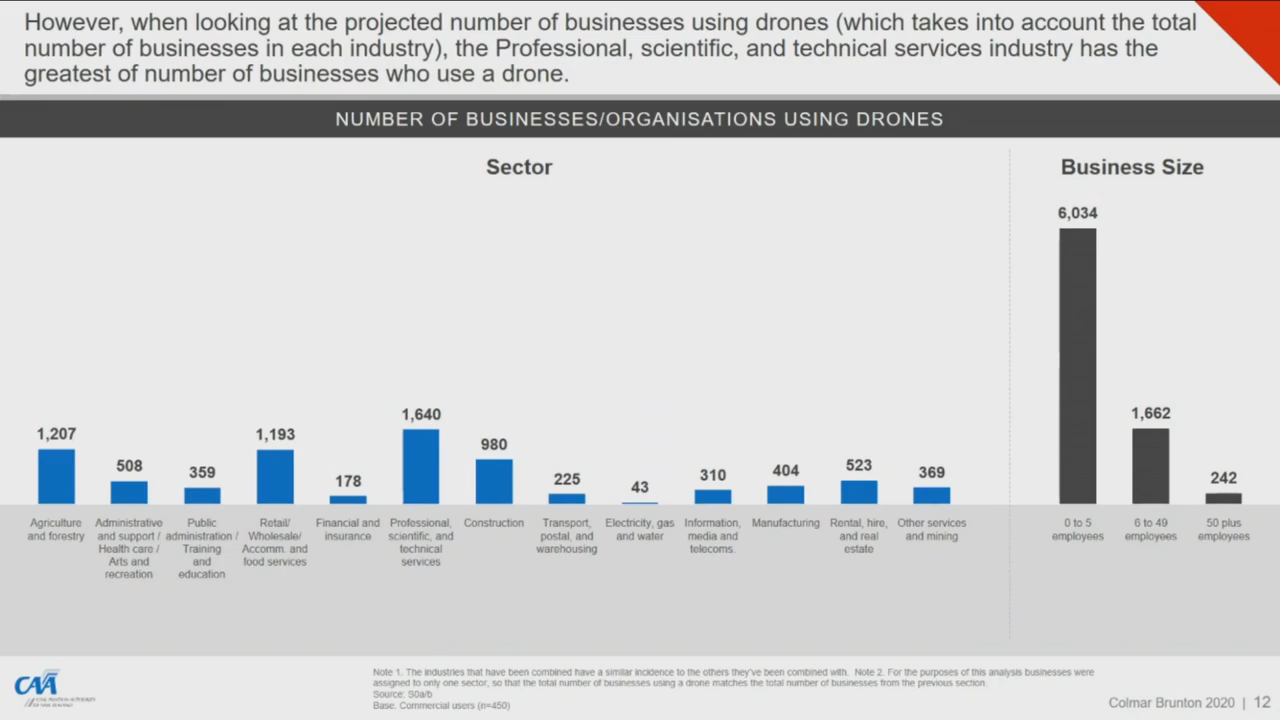 However, when looking at the projected number of businesses using drones (which takes into account the total
number of businesses in each industry), the Professional, scientific, and technical services industry has the
greatest of number of businesses who use a drone.
NUMBER OF BUSINESSES/ORGANISATIONS USING DRONES
Sector
1,207
508
359
1,193
178
1,640
980
225
43
310
404
523
369
Agriculture
and forestry
Administrative
and support /
Health care /
Arts and
recreation
Public
administration /
Training
and
education
Retail/
Wholesale/
Accomm. and
food services
Financial and
insurance
Professional,
scientific, and
technical
services
Construction
Transport,
postal, and
warehousing
Electricity, gas
and water
Information,
media and
telecoms.
Manufacturing
Rental, hire,
and real
estate
Other services
and mining
Business Size
6,034
1,662
242
0 to 5
employees
6 to 49
employees
50 plus
employees
CAA
Note 1. The industries that have been combined have a similar incidence to the others they've been combined with. Note 2. For the purposes of this analysis businesses were
assigned to only one sector, so that the total number of businesses using a drone matches the total number of businesses from the previous section.
Source: S0a/b
Base. Commercial users (n=450)
Colmar Brunton 2020 | 12